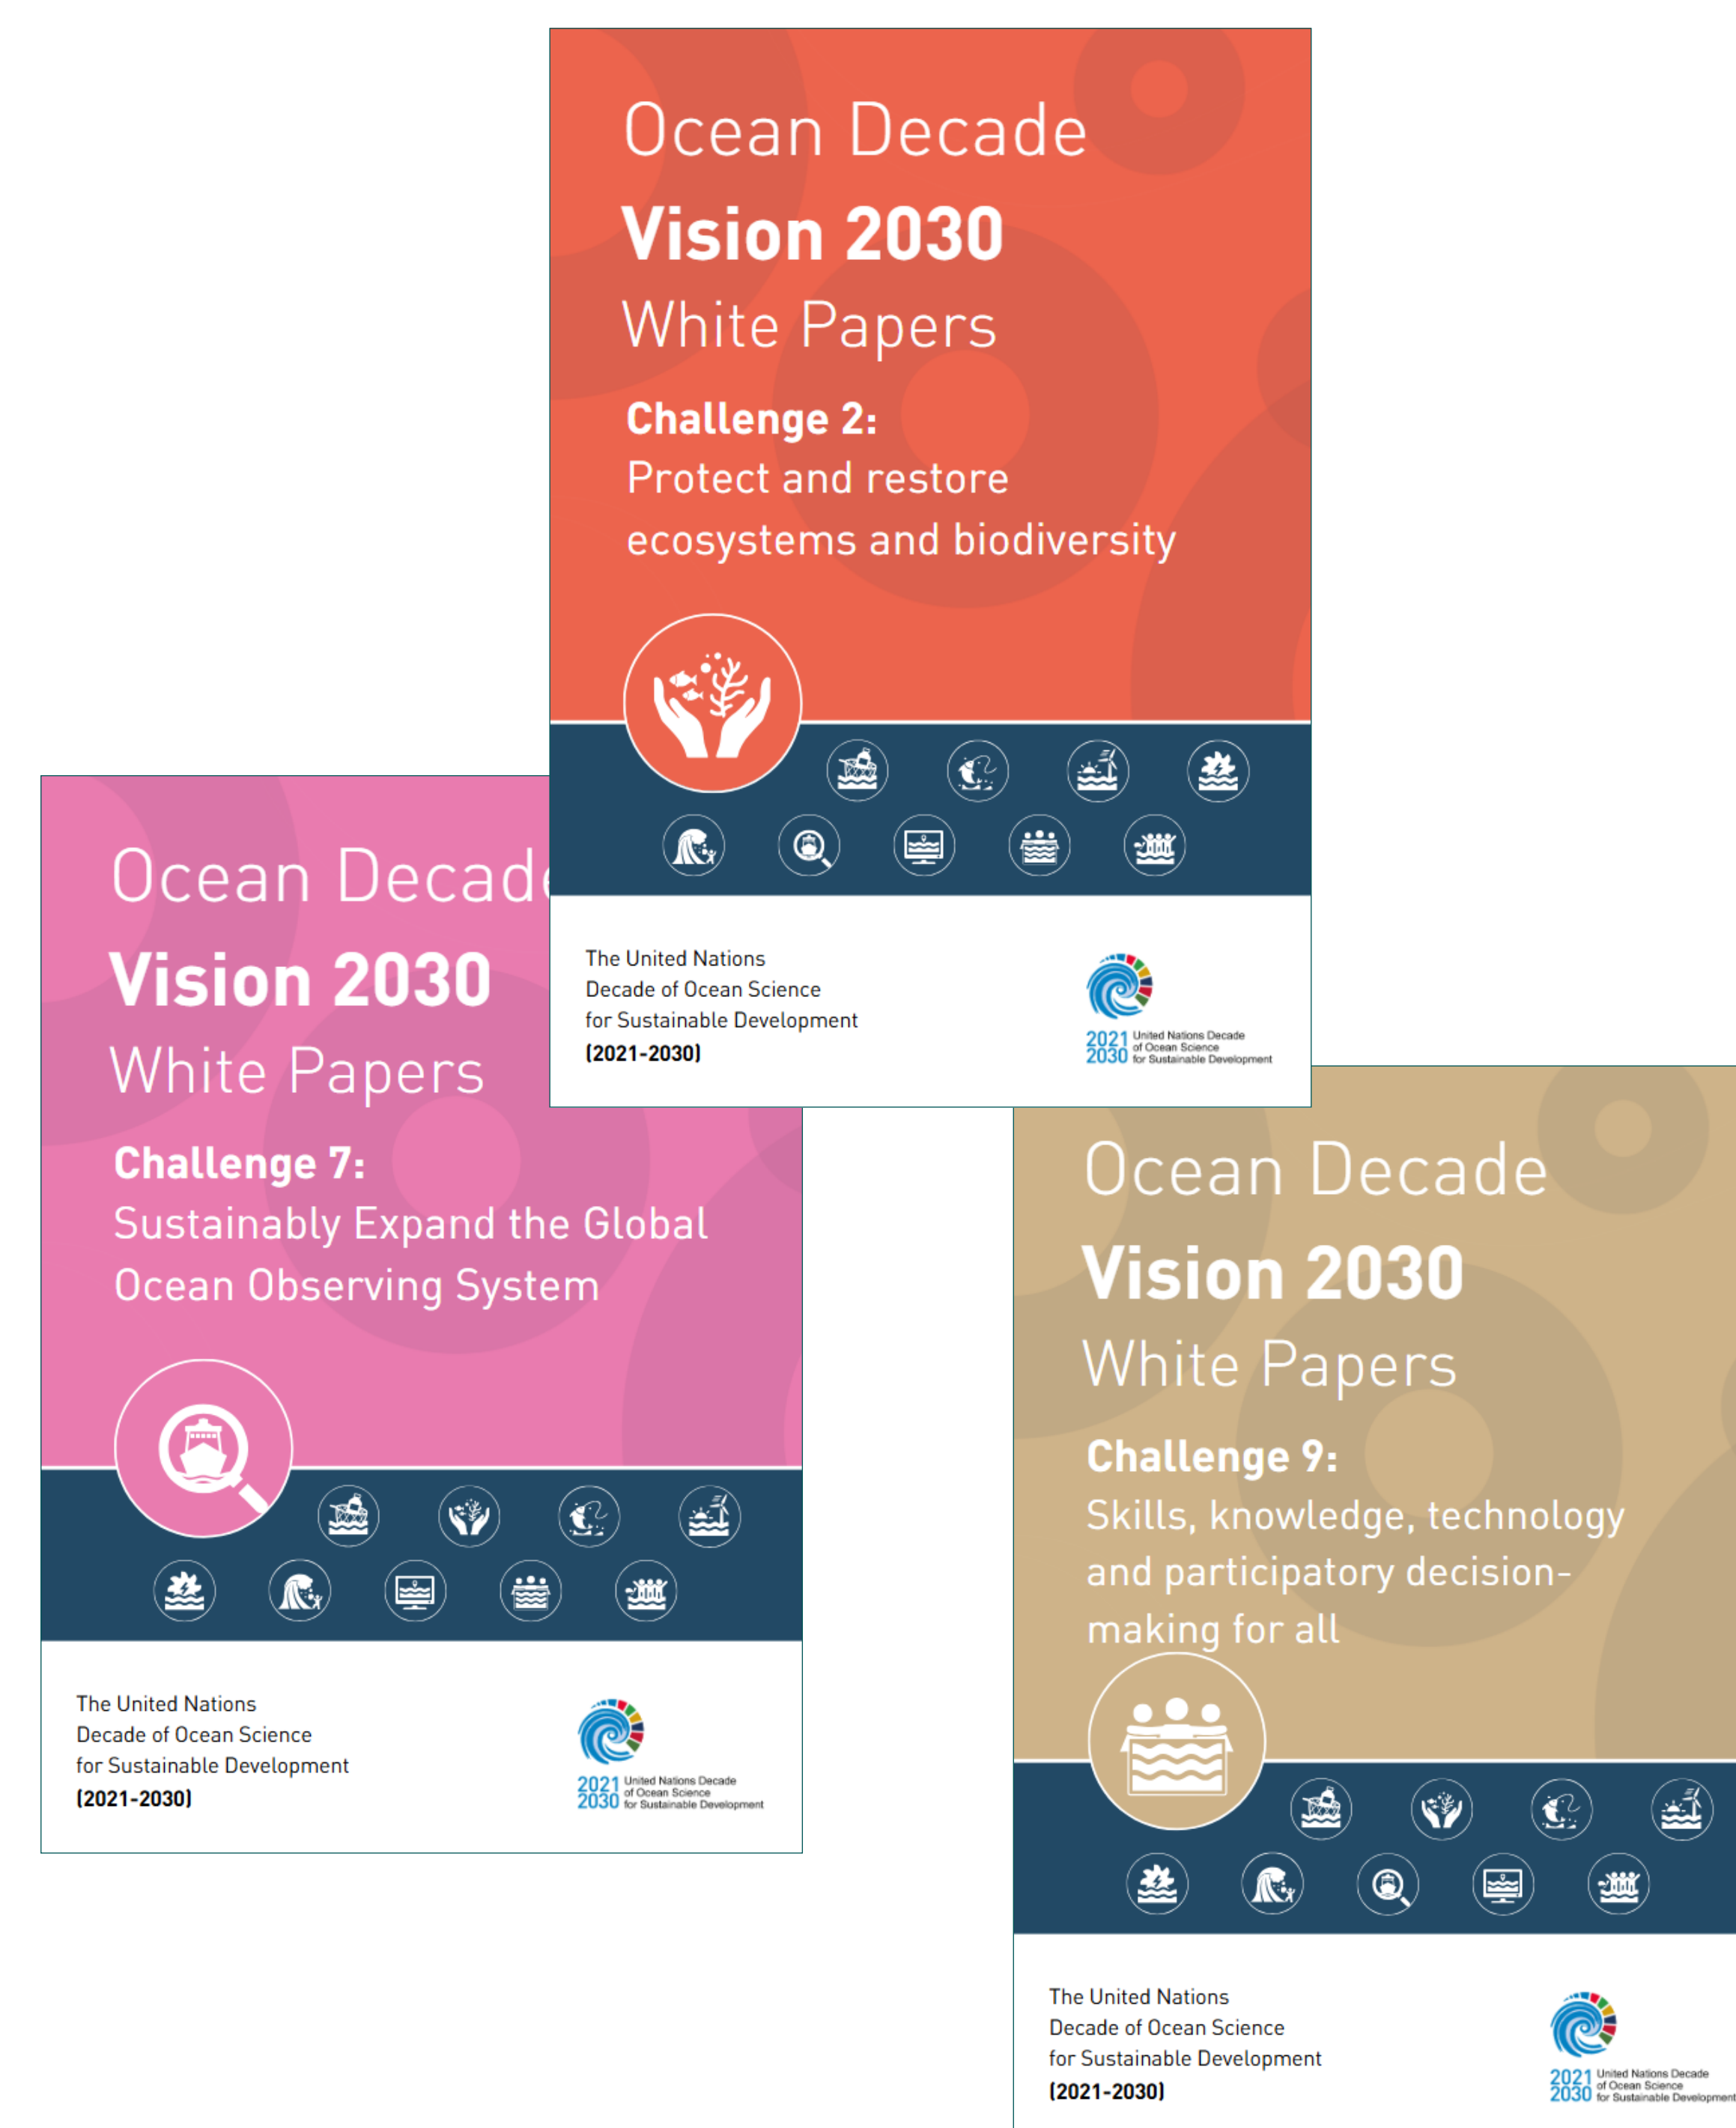 Ocean Decade
Vision 2030
White Papers
Challenge 2:
Protect and restore
ecosystems and biodiversity
The United Nations
Decade of Ocean Science
for Sustainable Development
(2021-2030)
2021 United Nations Decade
of Ocean Science
2030 for Sustainable Development
Ocean Decade
Vision 2030
White Papers
Challenge 7:
Sustainably Expand the Global
Ocean Observing System
The United Nations
Decade of Ocean Science
for Sustainable Development
(2021-2030)
2021 United Nations Decade
of Ocean Science
2030 for Sustainable Development
Ocean Decade
Vision 2030
White Papers
Challenge 9:
Skills, knowledge, technology
and participatory decision-
making for all
The United Nations
Decade of Ocean Science
for Sustainable Development
(2021-2030)
2021 United Nations Decade
of Ocean Science
2030 for Sustainable Development